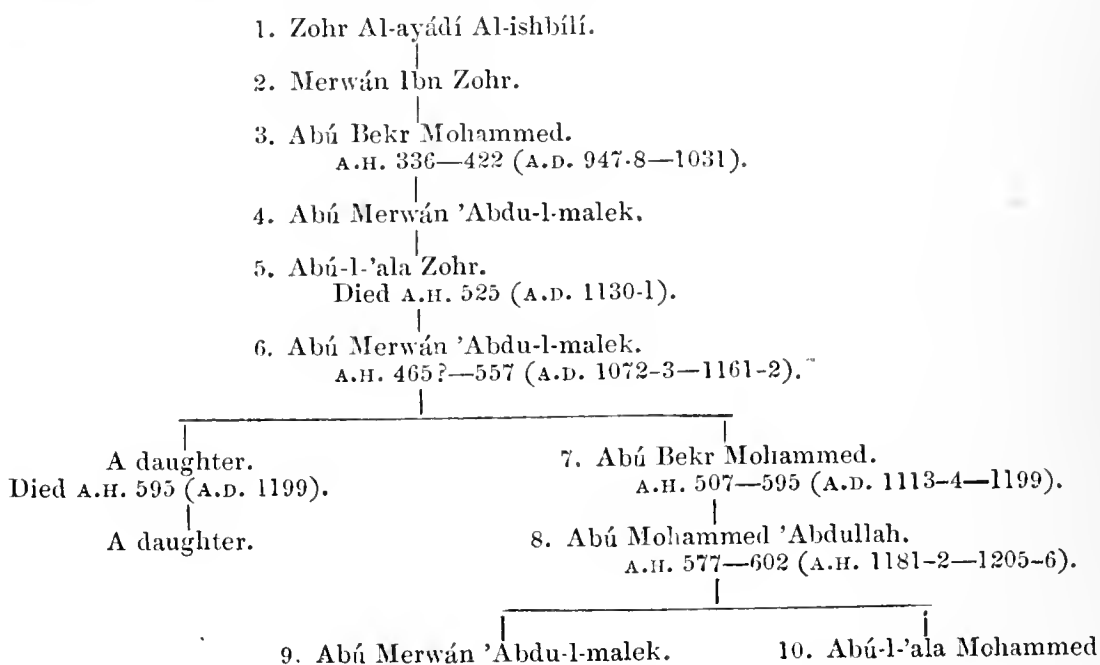 1. Zohr Al-ayádí Al-ishbílí.
2. Merwán Ibn Zohr.
3. Abú Bekr Mohammed.
A.H. 336—422 (A.D. 947-8—1031).
4. Abú Merwán ’Abdu-l-malek.
5. Abú-l-’ala Zohr.
Died A.H. 525 (A.D. 1130-1).
6. Abú Merwán ’Abdu-l-malek.
A.H. 465?—557 (A.D. 1072-3—1161-2).
A daughter.
Died A.H. 595 (A.D. 1199).
A daughter.
7. Abú Bekr Mohammed.
A.H. 507—595 (A.D. 1113-4—1199).
8. Abú Mohammed ’Abdullah.
A.H. 577—602 (A.H. 1181-2—1205-6).
9. Abú Merwán ’Abdu-l-malek.
10. Abú-l-’ala Mohammed